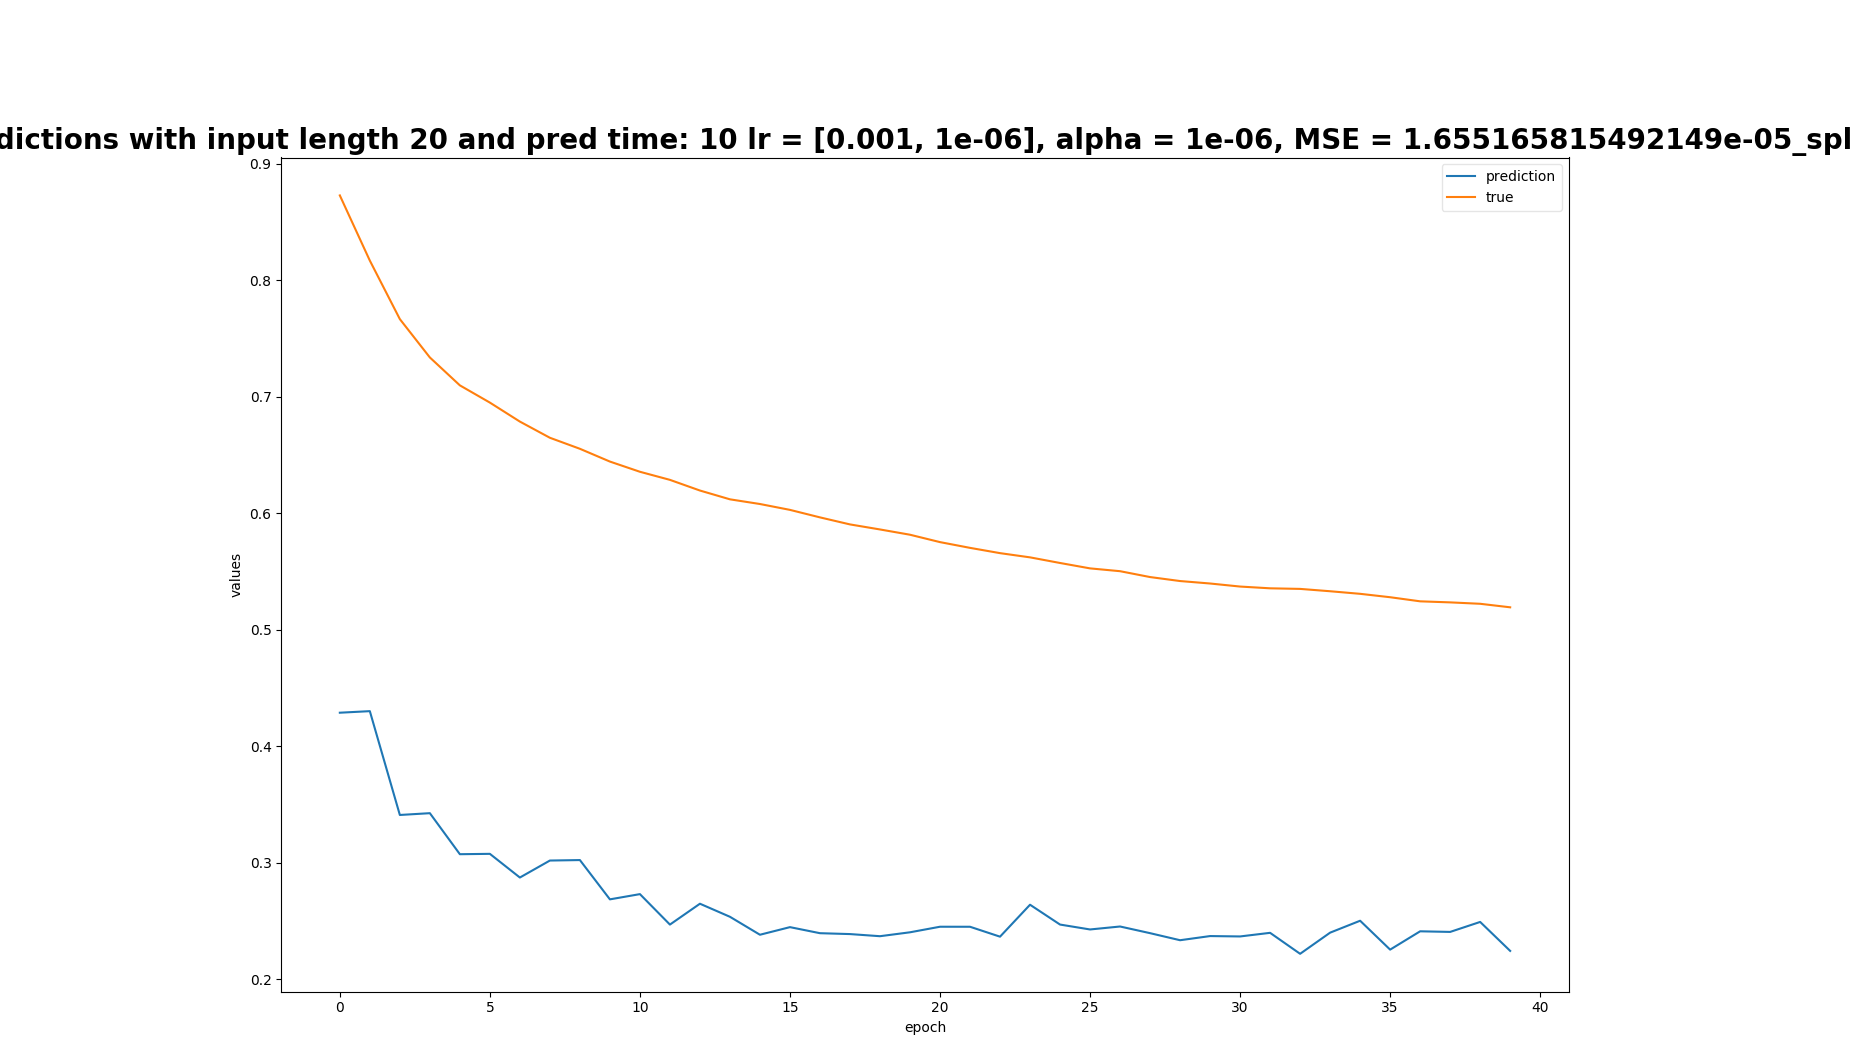 dictions with input length 20 and pred time: 10 lr = [0.001, 1e-06], alpha = 1e-06, MSE = 1.655165815492149e-05_spl
prediction
true
0.9
0.8
0.7
0.6
0.5
0.4
0.3
0.2
values
0 5 10 15 20 25 30 35 40
epoch